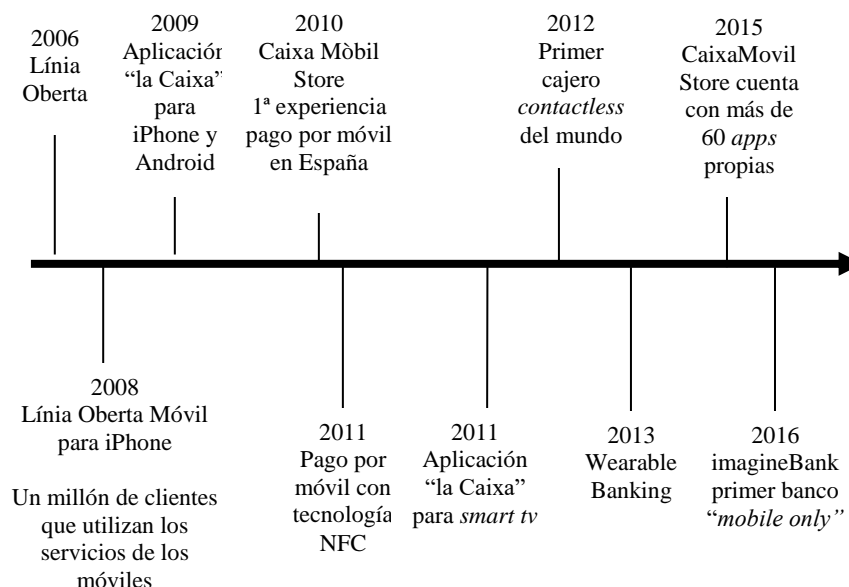 2006
Línia
Oberta
2009
Aplicación
“la Caixa”
para
iPhone y
Android
2010
Caixa Mòbil
Store
1ª experiencia
pago por móvil
en España
2012
Primer
cajero
contactless
del mundo
2015
CaixaMovil
Store cuenta
con más de
60 apps
propias
2008
Línia Oberta Móvil
para iPhone
Un millón de clientes
que utilizan los
servicios de los
móviles
2011
Pago por
móvil con
tecnología
NFC
2011
Aplicación
“la Caixa”
para smart tv
2013
Wearable
Banking
2016
imagineBank
primer banco
“mobile only”